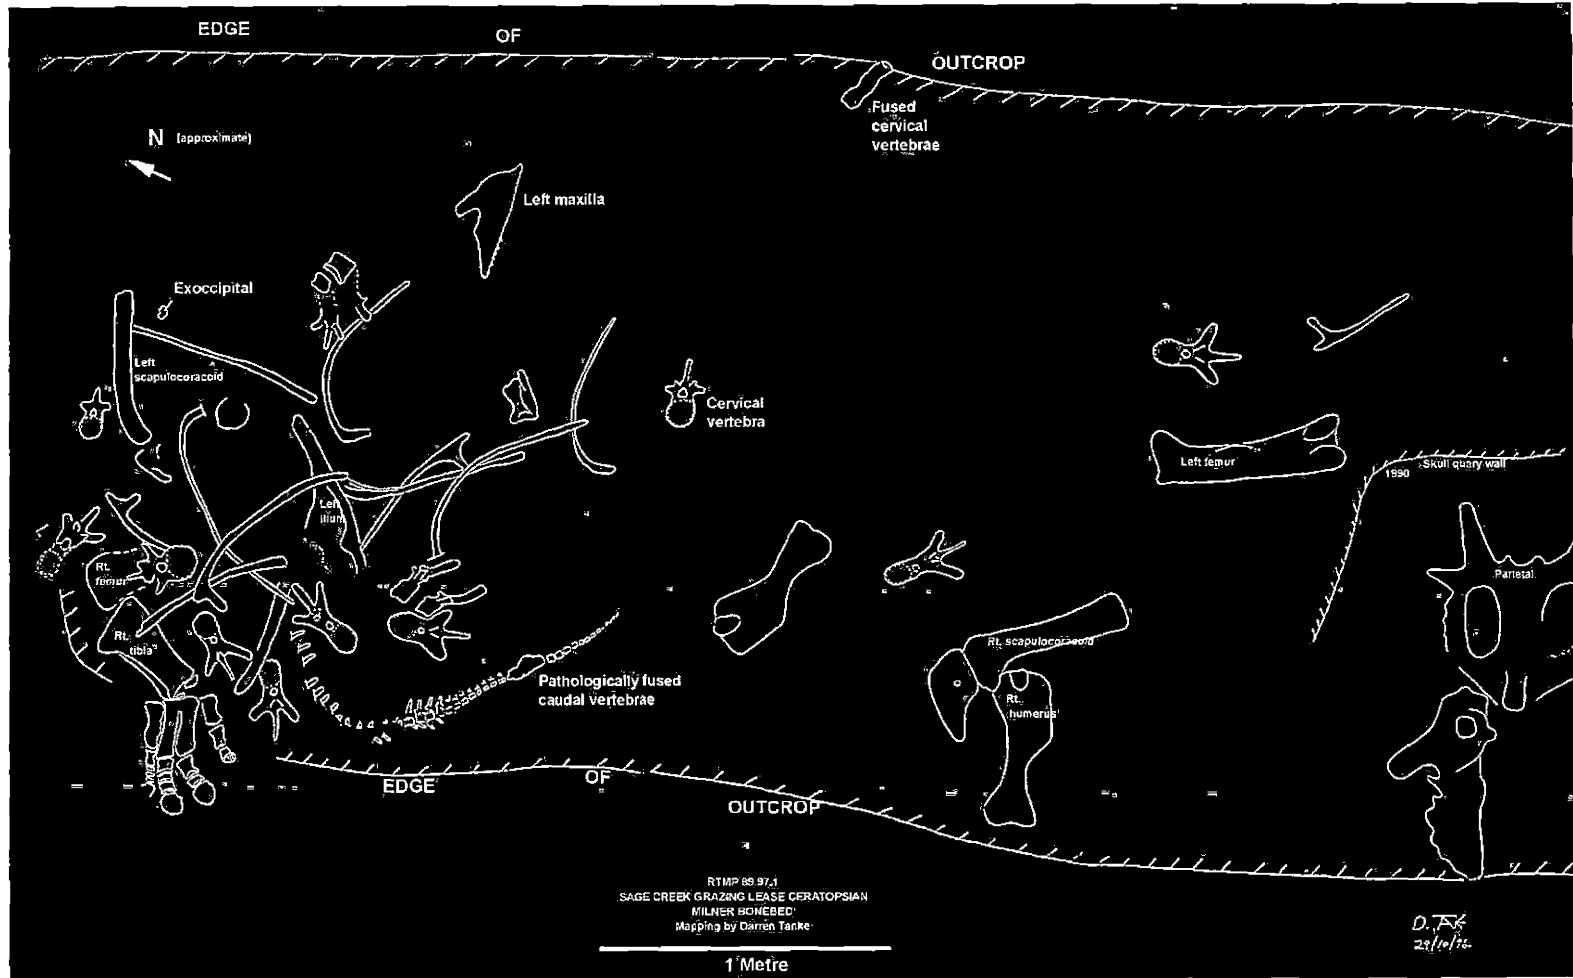 EDGE
OF
OUTCROP
Fused
cervical
vertebrae
N (approximate)
Left maxilla
Exoccipital
Left
scapulocoracoid
Cervical
vertebra
Left femur
1990
Skull quary wall
Left
ilium
Rt.
femur
Parietal
Rt.
tibia
Rt. scapulocoracoid
Pathologically fused
caudal vertebrae
Rt.
humerus
EDGE
OF
OUTCROP
RTMP 89.97.1
SAGE CREEK GRAZING LEASE CERATOPSIAN
MILNER BONEBED
Mapping by Darren Tanke
1 Metre